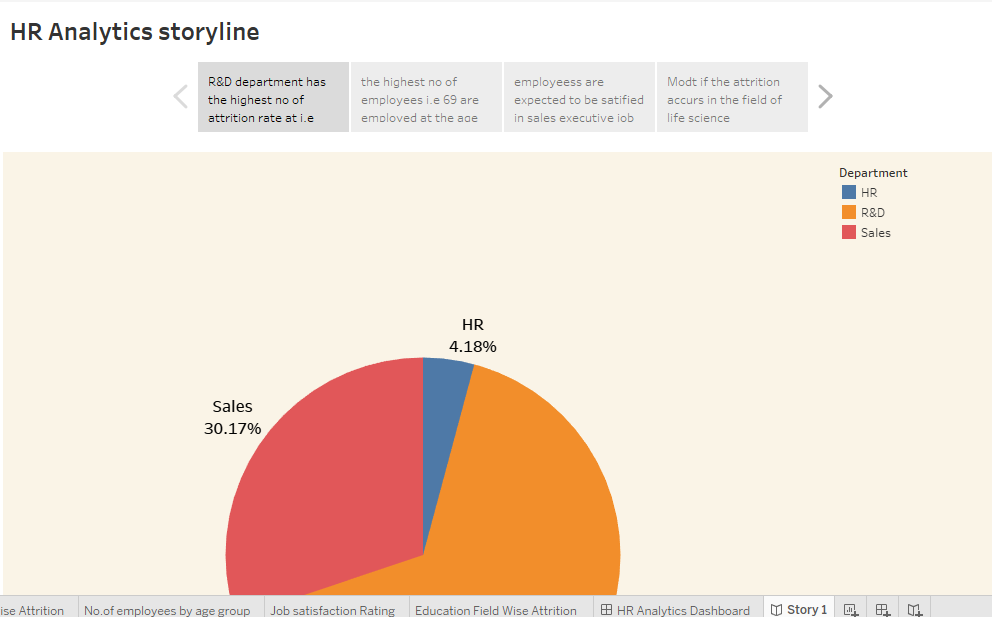 HR Analytics storyline
R&D department has
the highest no of
attrition rate at i.e
the highest no of
employees i.e 69 are
employed at the age
employeess are
expected to be satified
in sales executive job
Modt if the attrition
accurs in the field of
life science
Department
HR
R&D
Sales
HR
4.18%
Sales
30.17%
ise Attrition
No.of employees by age group
Job satisfaction Rating
Education Field Wise Attrition
HR Analytics Dashboard
Story 1